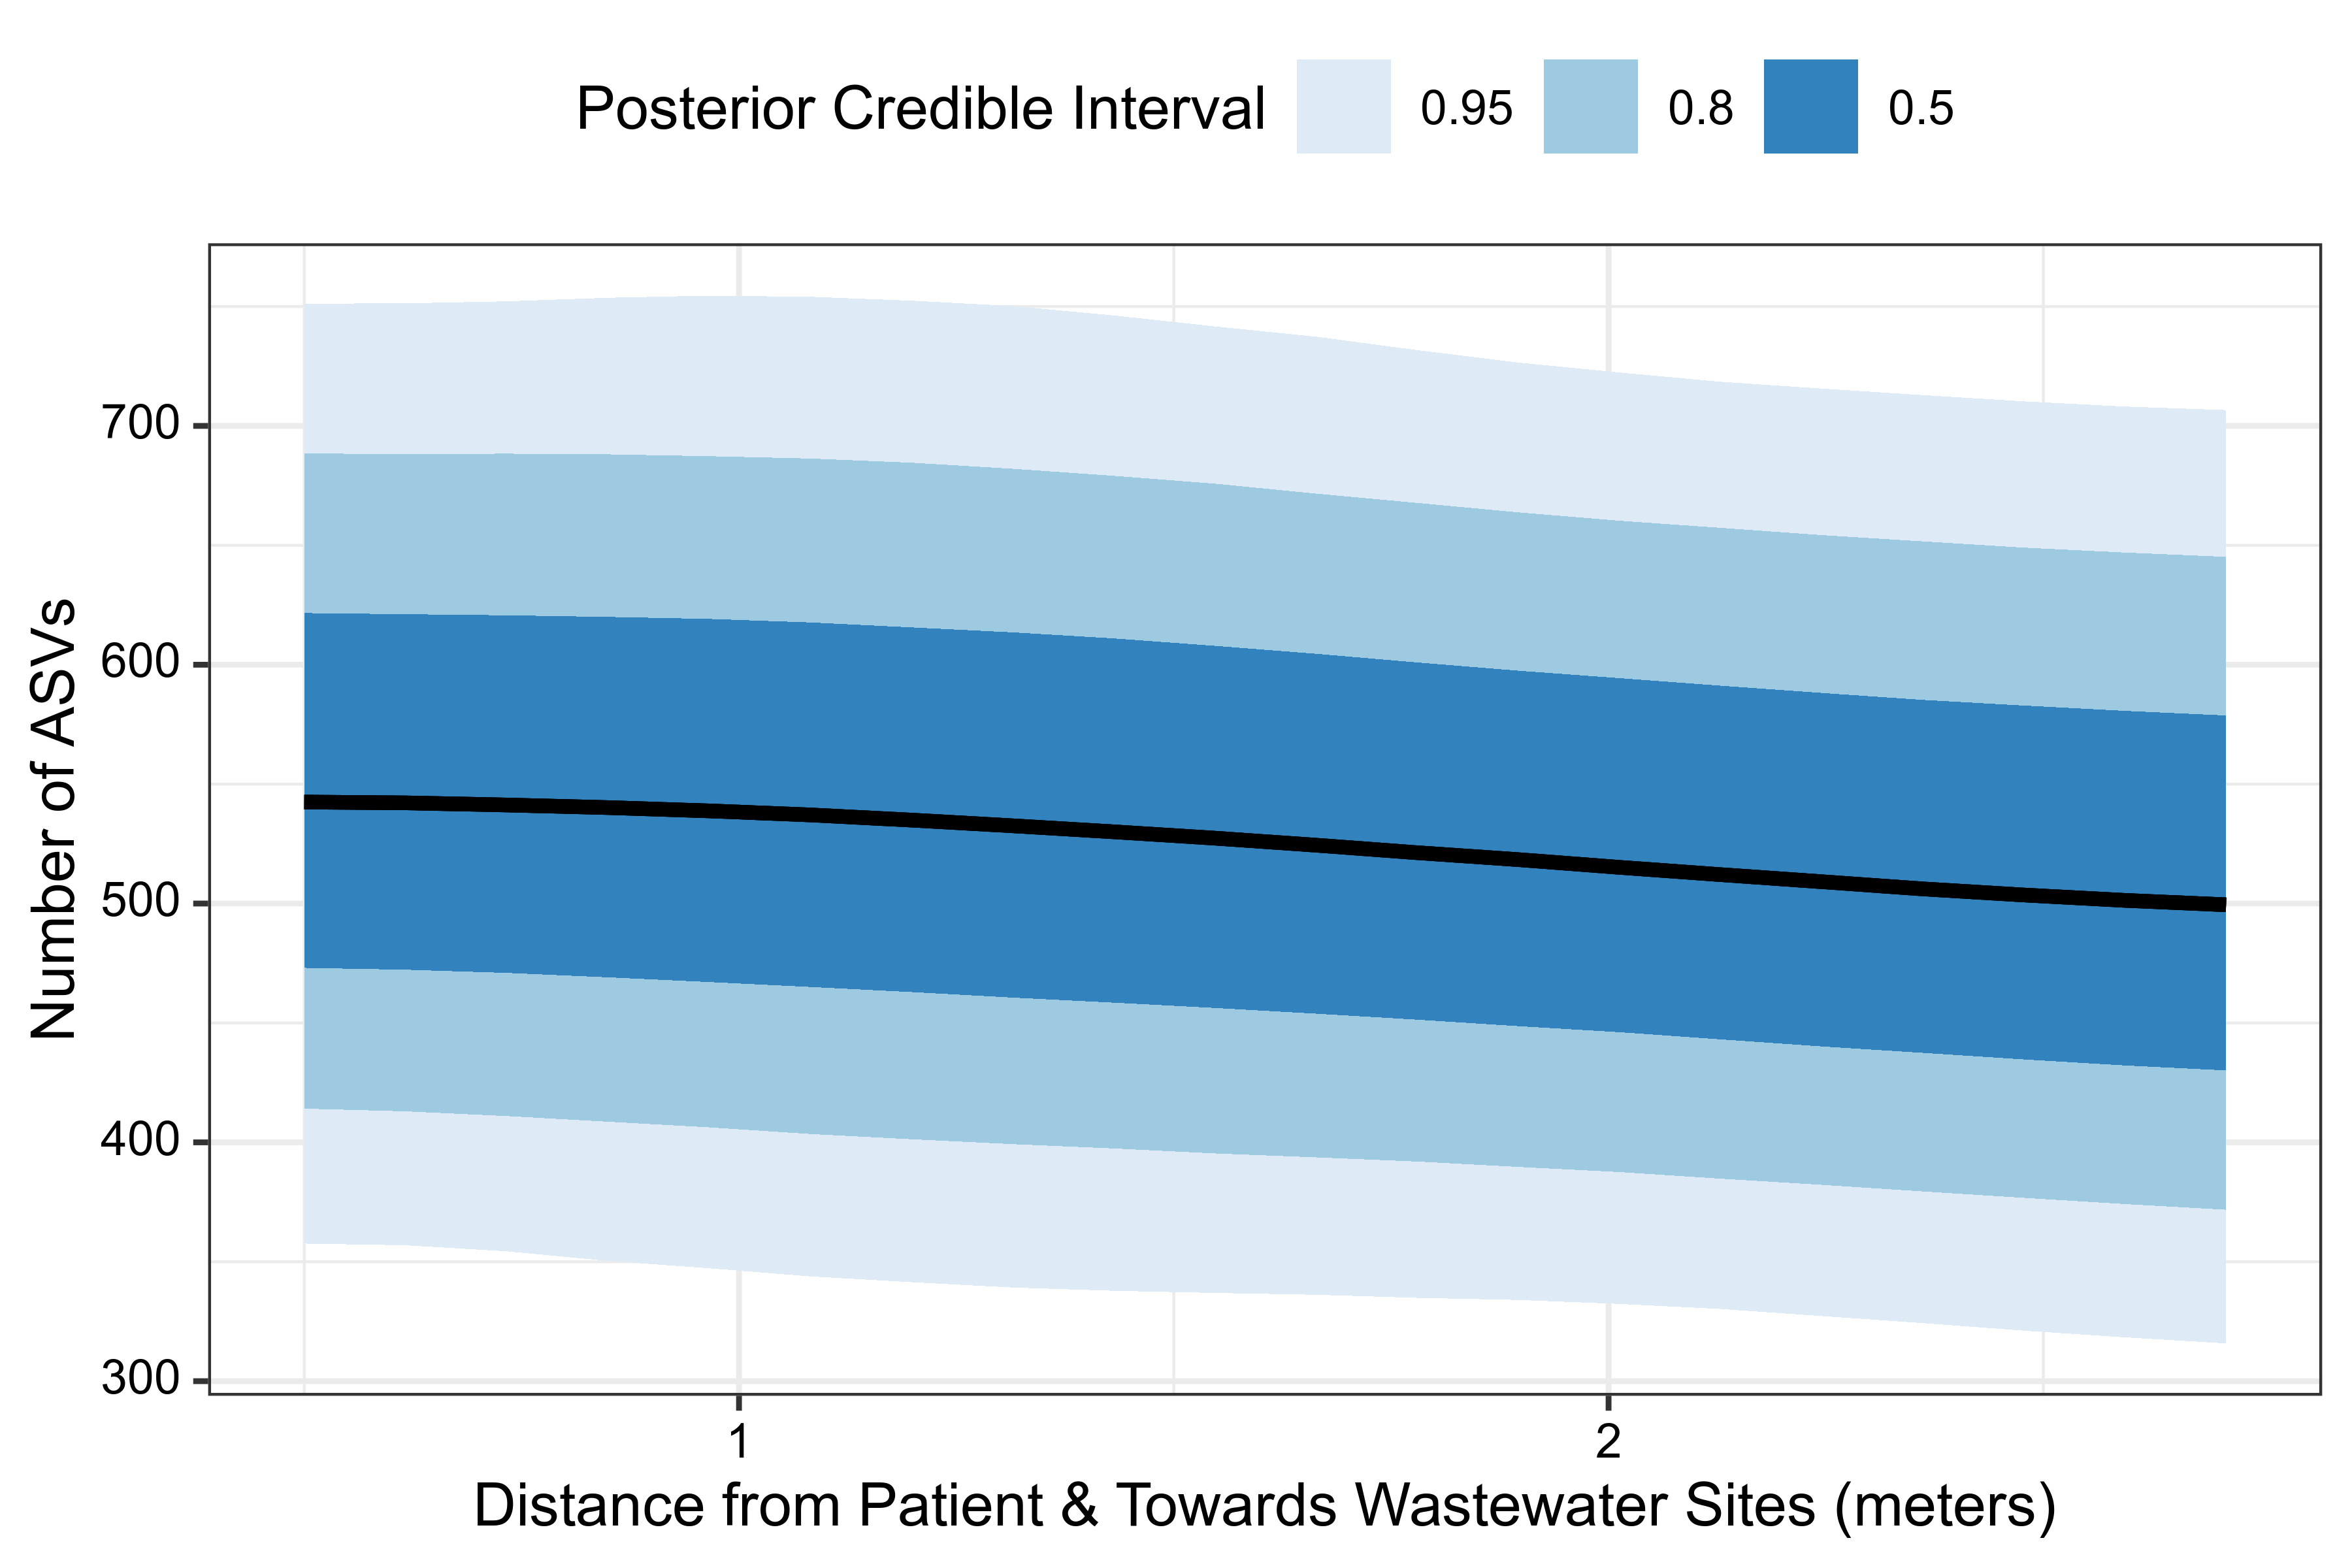 Posterior Credible Interval 0.95 0.8 0.5
Number of ASVs
700
600
500
400
300
1 2
Distance from Patient & Towards Wastewater Sites (meters)